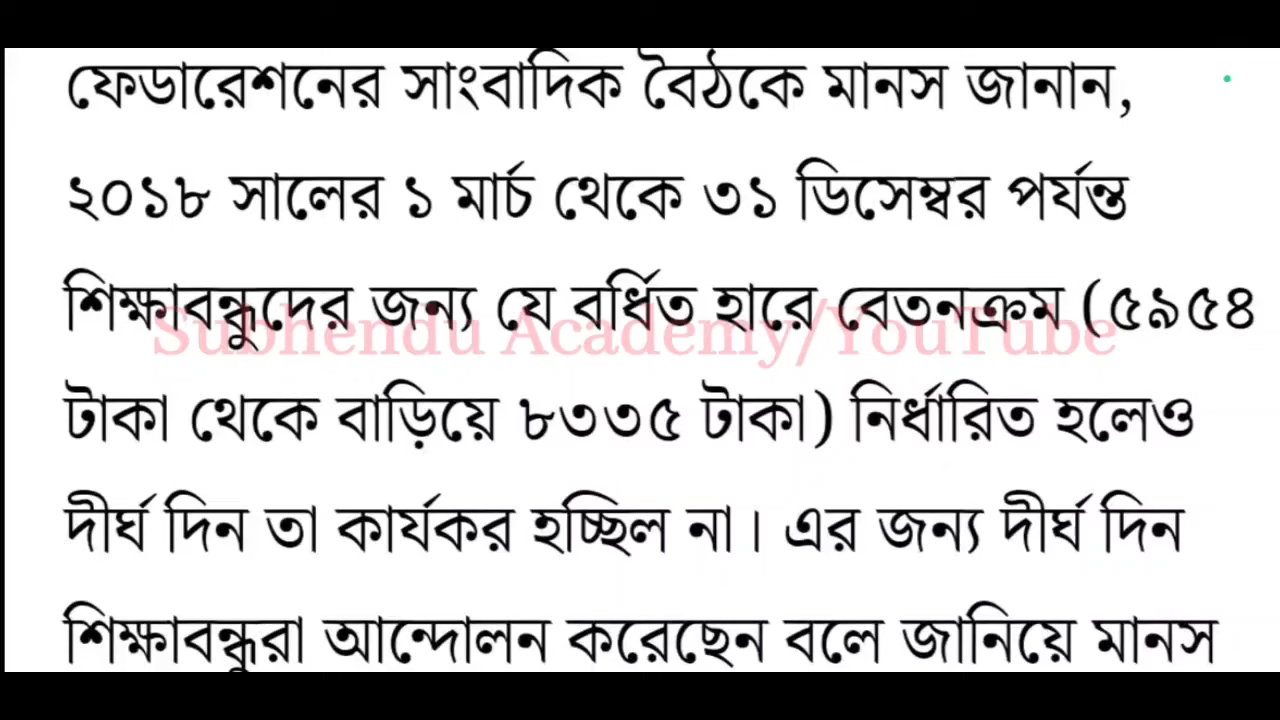 ফেডারেশনের সাংবাদিক বৈঠকে মানস জানান,
২০১৮ সালের ১ মার্চ থেকে ৩১ ডিসেম্বর পর্যন্ত
শিক্ষাবন্ধুদের জন্য যে বর্ধিত হারে বেতনক্রম (৫৯৫৪
Subhendu Academy/YouTube
টাকা থেকে বাড়িয়ে ৮৩৩৫ টাকা) নির্ধারিত হলেও
দীর্ঘ দিন তা কার্যকর হচ্ছিল না। এর জন্য দীর্ঘ দিন
শিক্ষাবন্ধুরা আন্দোলন করেছেন বলে জানিয়ে মানস